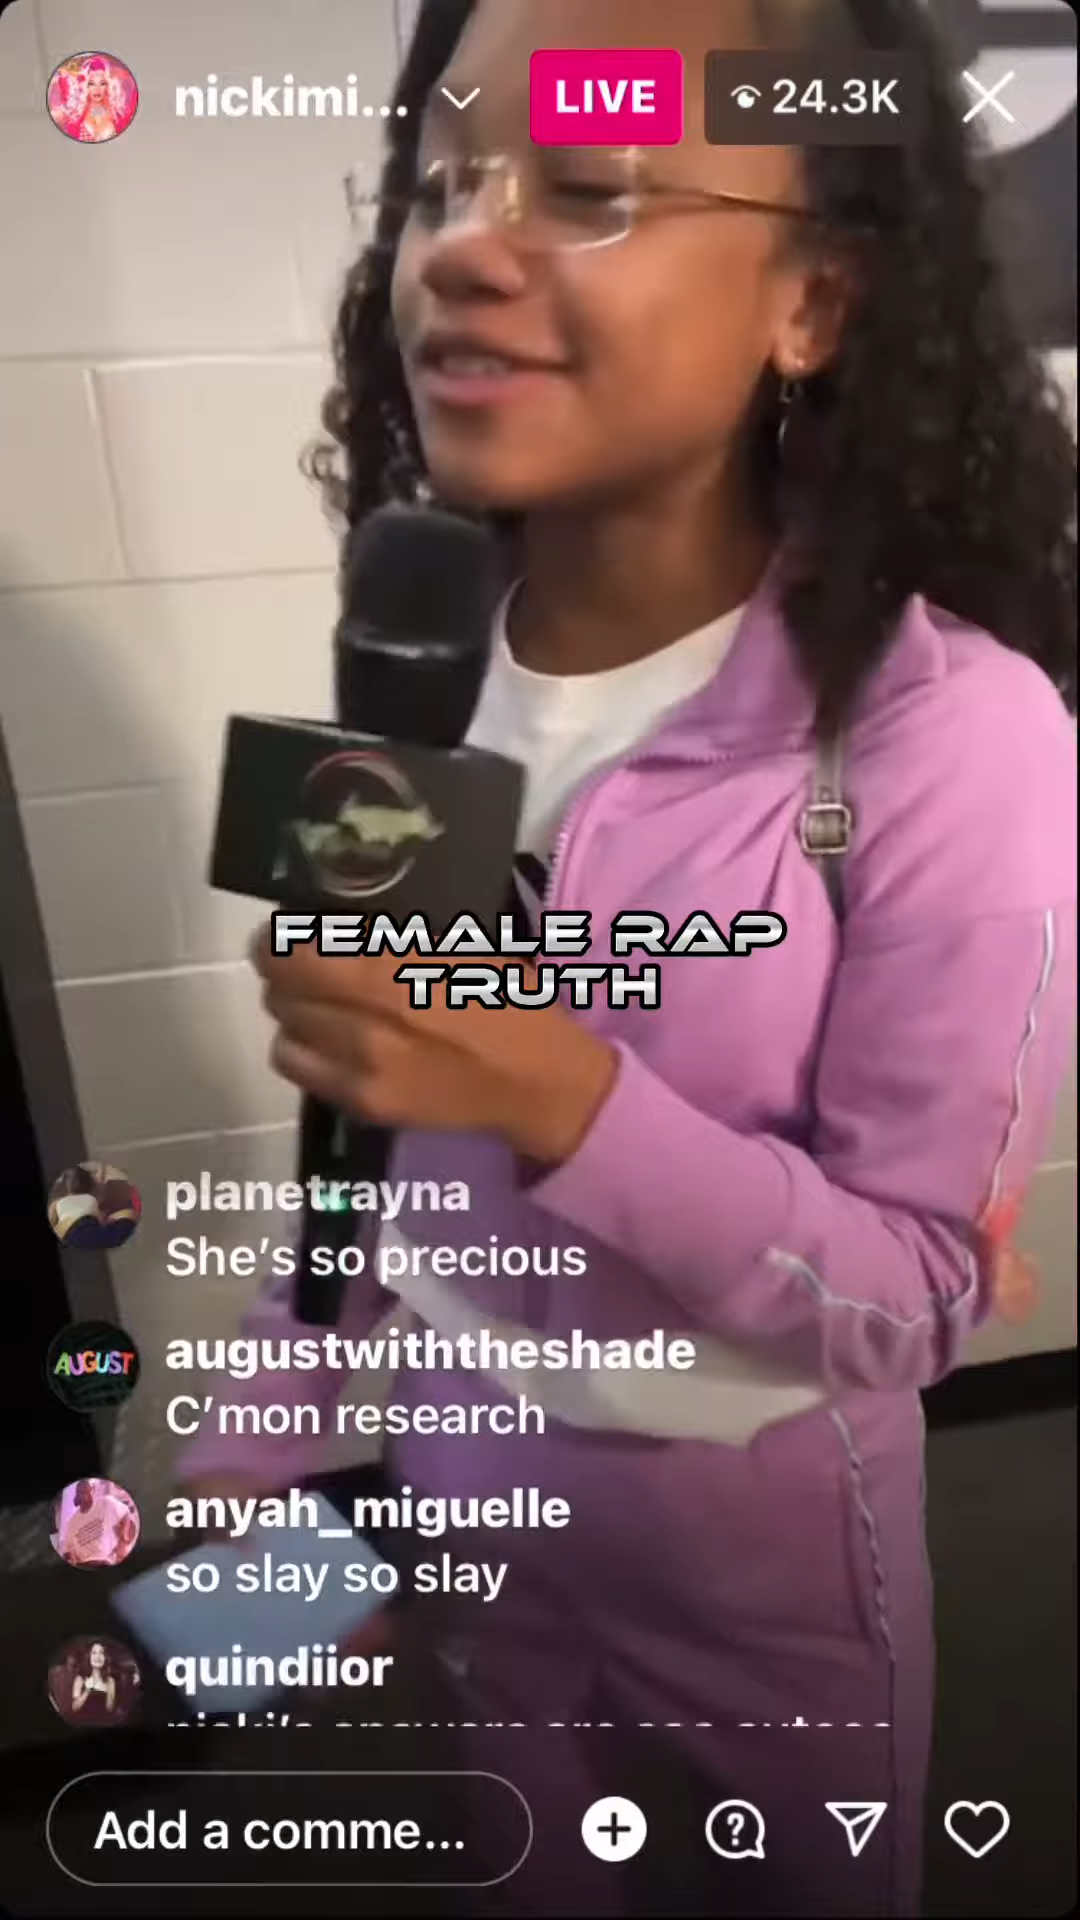 nickimi...
LIVE
24.3K
FEMALE RAP
TRUTH
planetrayna
She's so precious
AUGUST
augustwiththeshade
C'mon research
anyah_miguelle
so slay so slay
quindiior
Add a comme...